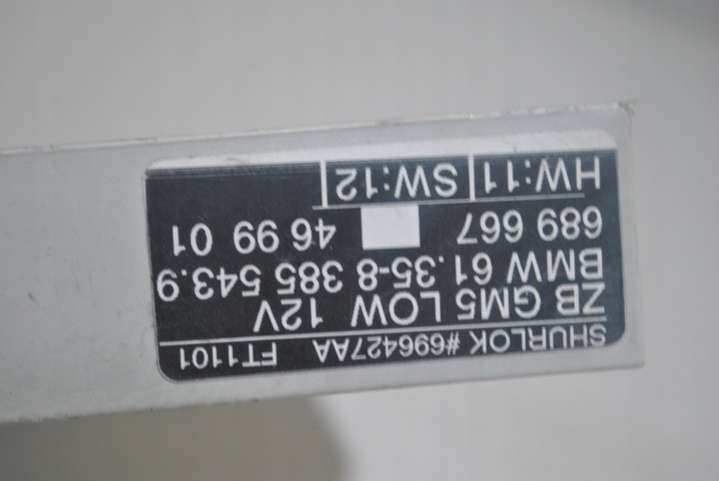 SHURLOK #696427AA FT1101
ZB GM5 LOW 12V
BMW 61.35-8 385 543.9
689 667 46 99 01
HW:11 SW:12